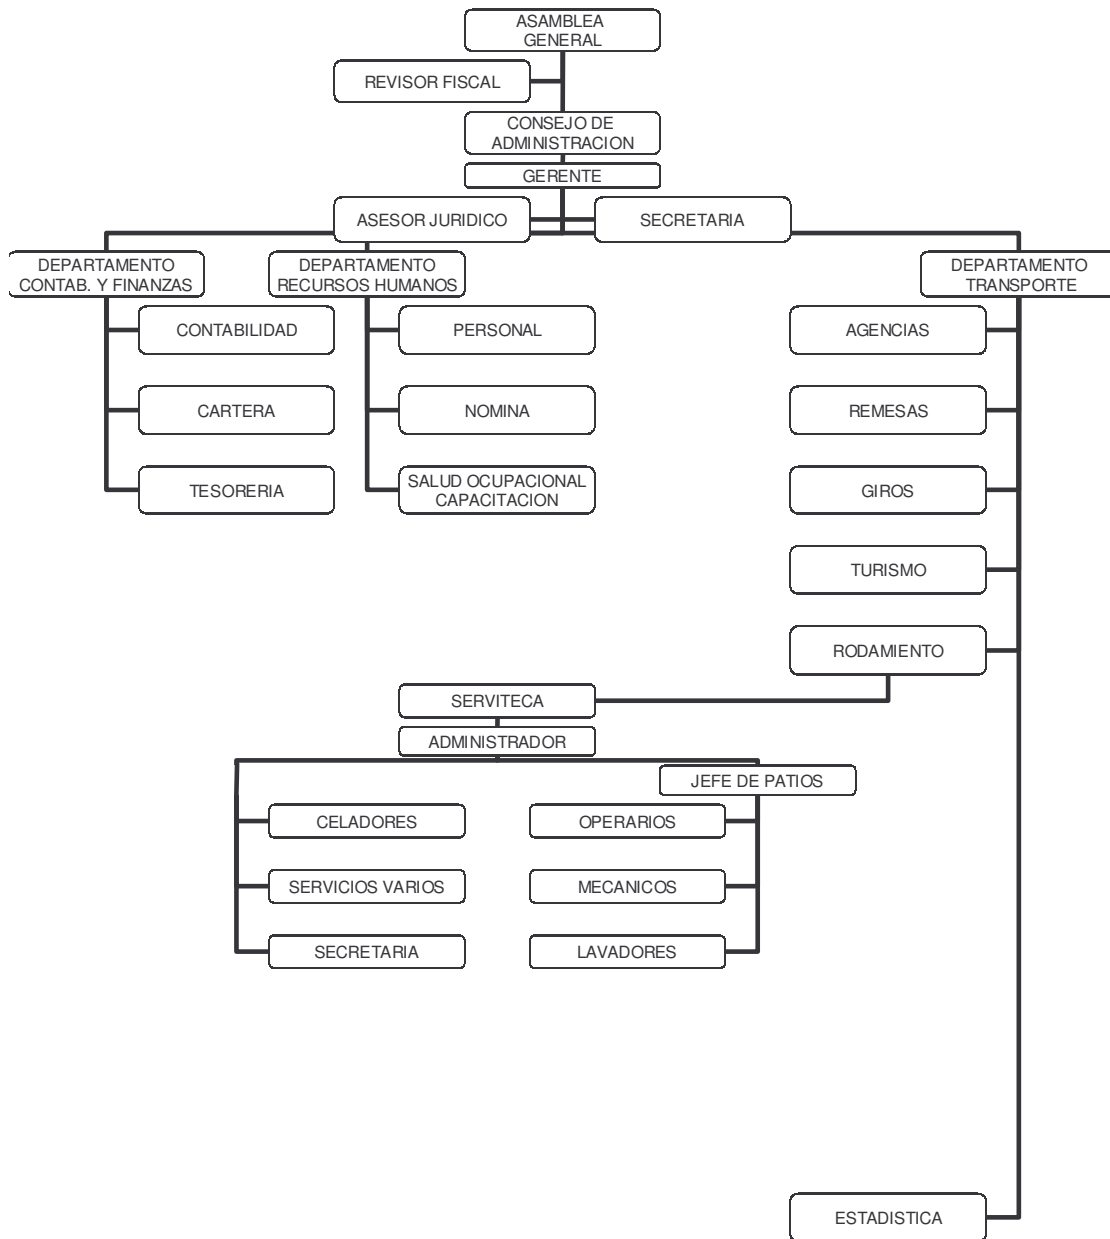 ASAMBLEA
GENERAL
REVISOR FISCAL
CONSEJO DE
ADMINISTRACION
GERENTE
ASESOR JURIDICO
SECRETARIA
DEPARTAMENTO
CONTAB. Y FINANZAS
DEPARTAMENTO
RECURSOS HUMANOS
DEPARTAMENTO
TRANSPORTE
CONTABILIDAD
PERSONAL
AGENCIAS
CARTERA
NOMINA
REMESAS
TESORERIA
SALUD OCUPACIONAL
CAPACITACION
GIROS
TURISMO
RODAMIENTO
SERVITECA
ADMINISTRADOR
JEFE DE PATIOS
CELADORES
OPERARIOS
SERVICIOS VARIOS
MECANICOS
SECRETARIA
LAVADORES
ESTADISTICA